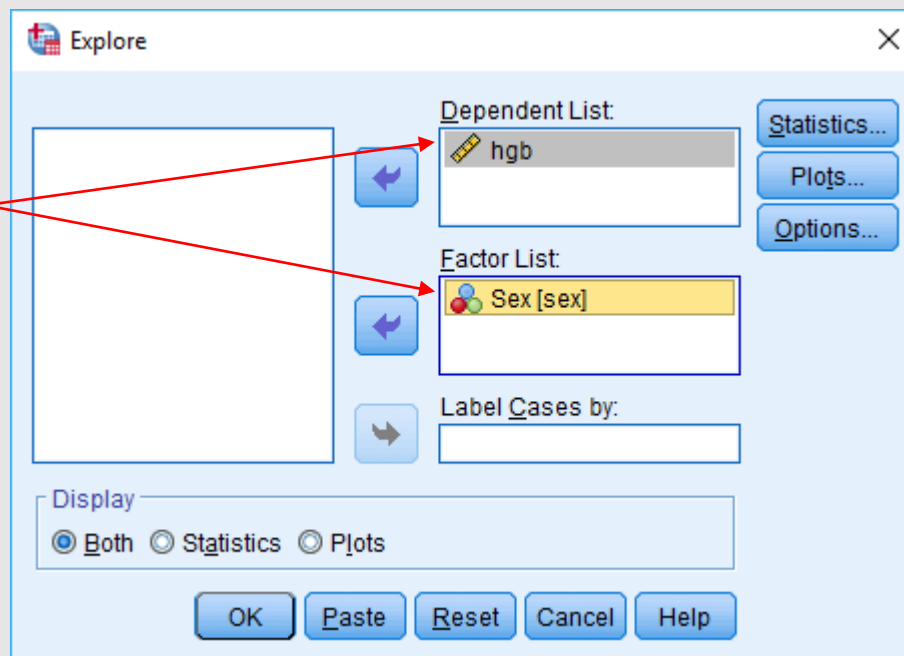 Explore
Dependent List:
hgb
Statistics...
Plots...
Options...
Factor List:
Sex [sex]
Label Cases by:
Display
Both Statistics Plots
OK Paste Reset Cancel Help